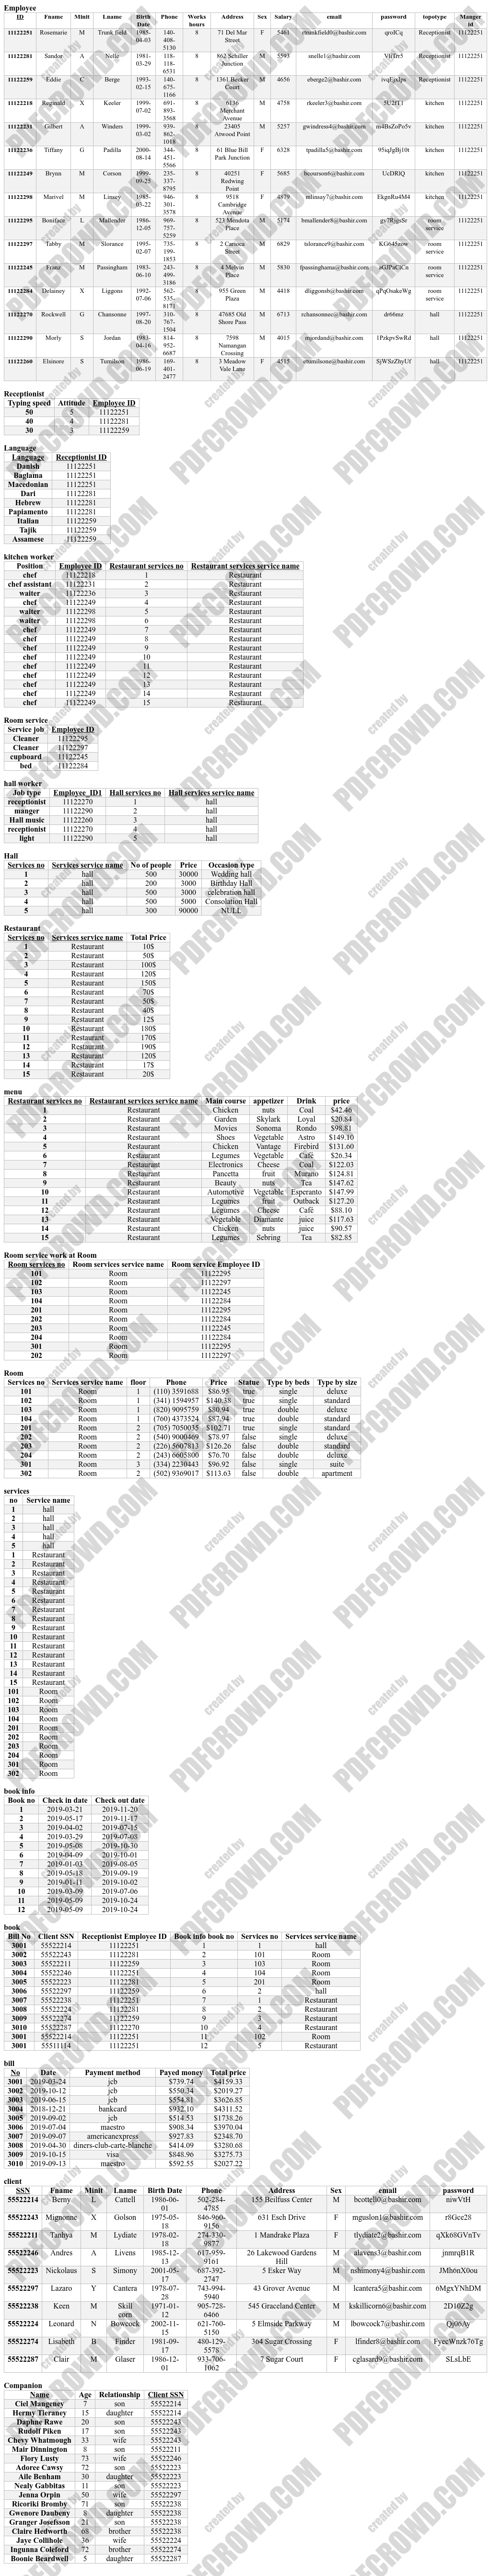 Employee
ID Fname Minit Lname Birth Date Phone Works hours Address Sex Salary email password topotype Manger id
11122251 Rosemarie M Trunkfield 1985-04-03 140-408-5130 8 71 Del Mar Street F 5461 rtrunkfield0@bashir.com qro4Cq Receptionist 11122251
11122281 Sandor A Nelle 1981-03-29 118-118-6531 8 862 Schiller Junction M 5593 snelle1@bashir.com Receptionist 11122251
11122259 Eddie C Berge 1993-02-15 140-675-1166 8 1361 Becker Court M 4656 eberge2@bashir.com Receptionist 11122251
11122218 Reginald X Keeler 1999-07-02 691-893-3568 8 6136 Merchant Avenue M 4758 rkeeler3@bashir.com kitchen 11122251
11122231 Gilbert A Winders 1999-03-02 939-862-1018 8 23405 Atwood Point M 5257 gwindrens4@bashir.com m4BsZoPo5v kitchen 11122251
11122236 Tiffany G Padilla 2000-08-14 344-451-5566 8 61 Blue Bill Park Junction F 6328 tpadilla5@bashir.com 95iqJgBj10t kitchen 11122251
11122249 Brynn M Corson 1999-09-25 235-337-8795 8 40251 Redwing Point F 5685 bcourson6@bashir.com UcDRlQ kitchen 11122251
11122298 Marivel M Linsey 1985-03-22 946-301-3578 8 9518 Cambridge Avenue F 4879 mlinsay7@bashir.com EkgnRu4M4 kitchen 11122251
11122295 Boniface L Mallender 1986-12-05 969-757-5259 8 523 Mendota Place M 5174 bmallender8@bashir.com gy7RjgsSr room service 11122251
11122297 Tabby M Slorance 1995-02-07 735-199-1853 8 2 Carioca Street M 6829 tslorance9@bashir.com KG645uow room service 11122251
11122245 Franz M Passingham 1983-06-10 243-499-3186 8 4 Melvin Place M 5830 fpassinghama@bashir.com aGJPaCiCn room service 11122251
11122284 Delainey X Liggons 1992-07-06 562-535-8171 8 955 Green Plaza M 4418 dliggonsb@bashir.com qPqOsakeWg room service 11122251
11122270 Rockwell G Chansonne 1997-08-20 310-767-1504 8 47685 Old Shore Pass M 6713 rchansonnec@bashir.com dr66mz hall 11122251
11122290 Morly S Jordan 1983-04-16 814-952-6687 8 7598 Namangan Crossing M 4015 mjordand@bashir.com 1PzkpvSwRd hall 11122251
11122260 Elsinore S Tumilson 1986-06-19 169-401-2477 8 3 Meadow Vale Lane F 4515 etumilsone@bashir.com SjWSzZhyUf hall 11122251
Receptionist
Typing speed Attitude Employee ID
50 5 11122251
40 4 11122281
30 3 11122259
Language
Language Receptionist ID
Danish 11122251
Baglama 11122251
Macedonian 11122251
Dari 11122281
Hebrew 11122281
Papiamento 11122281
Italian 11122259
Tajik 11122259
Assamese 11122259
kitchen worker
Position Employee ID Restaurant services no Restaurant services service name
chef 11122218 1 Restaurant
chef assistant 11122231 2 Restaurant
waiter 11122236 3 Restaurant
chef 11122249 4 Restaurant
waiter 11122298 5 Restaurant
waiter 11122298 6 Restaurant
chef 11122249 7 Restaurant
chef 11122249 8 Restaurant
chef 11122249 9 Restaurant
chef 11122249 10 Restaurant
chef 11122249 11 Restaurant
chef 11122249 12 Restaurant
chef 11122249 13 Restaurant
chef 11122249 14 Restaurant
chef 11122249 15 Restaurant
Room service
Service job Employee ID
Cleaner 11122295
Cleaner 11122297
cupboard 11122245
bed 11122284
hall worker
Job type Employee_ID1 Hall services no Hall services service name
receptionist 11122270 1 hall
manger 11122290 2 hall
Hall music 11122260 3 hall
receptionist 11122270 4 hall
light 11122290 5 hall
Hall
Services no Services service name No of people Price Occasion type
1 hall 500 30000 Wedding hall
2 hall 200 3000 Birthday Hall
3 hall 500 3000 celebration hall
4 hall 500 5000 Consolation Hall
5 hall 300 90000 NULL
Restaurant
Services no Services service name Total Price
1 Restaurant 10$
2 Restaurant 50$
3 Restaurant 100$
4 Restaurant 120$
5 Restaurant 150$
6 Restaurant 70$
7 Restaurant 50$
8 Restaurant 40$
9 Restaurant 12$
10 Restaurant 180$
11 Restaurant 170$
12 Restaurant 190$
13 Restaurant 120$
14 Restaurant 17$
15 Restaurant 20$
menu
Restaurant services no Restaurant services service name Main course appetizer Drink price
1 Restaurant Chicken nuts Coal $42.46
2 Restaurant Garden Skylark Loyal $20.84
3 Restaurant Movies Sonoma Rondo $98.81
4 Restaurant Shoes Vegetable Astro $149.10
5 Restaurant Chicken Vantage Firebird $131.60
6 Restaurant Legumes Vegetable Café $26.34
7 Restaurant Electronics Cheese Coal $122.03
8 Restaurant Pancetta fruit Murano $124.81
9 Restaurant Beauty nuts Tea $147.62
10 Restaurant Automotive Vegetable Esperanto $147.99
11 Restaurant Legumes fruit Outback $127.20
12 Restaurant Legumes Cheese Café $88.10
13 Restaurant Vegetable Diamante juice $117.63
14 Restaurant Chicken nuts juice $90.57
15 Restaurant Legumes Sebring Tea $82.85
Room service work at Room
Room services no Room services service name Room service Employee ID
101 Room 11122295
102 Room 11122297
103 Room 11122245
104 Room 11122284
201 Room 11122295
202 Room 11122284
203 Room 11122245
204 Room 11122284
301 Room 11122295
202 Room 11122297
Room
Services no Services service name floor Phone Price Statue Type by beds Type by size
101 Room 1 (110) 3591688 $86.95 true single deluxe
102 Room 1 (341) 1594957 $140.38 true single standard
103 Room 1 (820) 9095759 $80.94 true double deluxe
104 Room 1 (760) 4373524 $87.94 true double standard
201 Room 2 (705) 7050035 $102.71 true single standard
202 Room 2 (540) 9000469 $78.97 false single deluxe
203 Room 2 (226) 5607813 $126.26 false double standard
204 Room 2 (243) 6605800 $76.70 false double deluxe
301 Room 3 (334) 2230443 $96.92 false single suite
302 Room 2 (502) 9369017 $113.63 false double apartment
services
no Service name
1 hall
2 hall
3 hall
4 hall
5 hall
1 Restaurant
2 Restaurant
3 Restaurant
4 Restaurant
5 Restaurant
6 Restaurant
7 Restaurant
8 Restaurant
9 Restaurant
10 Restaurant
11 Restaurant
12 Restaurant
13 Restaurant
14 Restaurant
15 Restaurant
101 Room
102 Room
103 Room
104 Room
201 Room
202 Room
203 Room
204 Room
301 Room
302 Room
book info
Book no Check in date Check out date
1 2019-03-21 2019-11-20
2 2019-05-17 2019-11-17
3 2019-04-02 2019-07-15
4 2019-03-29 2019-07-08
5 2019-05-08 2019-10-30
6 2019-04-09 2019-10-01
7 2019-01-03 2019-08-05
8 2019-05-18 2019-09-19
9 2019-01-11 2019-10-02
10 2019-03-09 2019-07-06
11 2019-05-09 2019-10-24
12 2019-05-09 2019-10-24
book
Bill No Client SSN Receptionist Employee ID Book info book no Services no Services service name
3001 55522214 11122251 1 1 hall
3002 55522243 11122281 2 101 Room
3003 55522211 11122259 3 103 Room
3004 55522246 11122251 4 104 Room
3005 55522223 11122281 5 201 Room
3006 55522297 11122259 6 2 hall
3007 55522238 11122251 7 1 Restaurant
3008 55522224 11122281 8 2 Restaurant
3009 55522274 11122259 9 3 Restaurant
3010 55522287 11122270 10 4 Restaurant
3001 55522214 11122251 11 102 Room
3001 55511114 11122251 12 5 Restaurant
bill
No Date Payment method Payed money Total price
3001 2019-03-24 jcb $739.74 $4159.33
3002 2019-10-12 jcb $550.34 $2019.27
3003 2019-06-15 jcb $554.81 $3626.85
3004 2018-12-21 bankcard $932.10 $4311.52
3005 2019-09-02 jcb $514.53 $1738.26
3006 2019-07-04 maestro $908.34 $3970.04
3007 2019-09-07 americanexpress $927.83 $2348.70
3008 2019-04-30 diners-club-carte-blanche $414.09 $3280.68
3009 2019-10-15 visa $848.96 $3275.73
3010 2019-09-13 maestro $592.55 $2027.22
client
SSN Fname Minit Lname Birth Date Phone Address Sex email password
55522214 Berny L Cattell 1986-06-01 502-284-4785 155 Beilfuss Center M bcottell0@bashir.com niwVtH
55522243 Mignonne X Golson 1975-05-18 846-960-9156 631 Esch Drive F mguslon1@bashir.com r8Gce28
55522211 Tanhya M Lydiate 1978-02-18 274-330-9877 1 Mandrake Plaza F tlydiate2@bashir.com qXk68GVnTv
55522246 Andres A Livens 1985-12-13 617-959-9161 26 Lakewood Gardens Hill M alavens3@bashir.com jnmrqB1R
55522223 Nickolaus S Simony 2001-05-17 687-392-2747 5 Esker Way M nshimony4@bashir.com JMh6nX0ou
55522297 Lazaro Y Cantera 1978-07-28 743-994-5940 43 Grover Avenue M lcantera5@bashir.com 6MgxYNhDM
55522238 Keen M Skill corn 1971-01-12 905-728-6466 545 Graceland Center M kskillicorn6@bashir.com 2D10Z2g
55522224 Leonard N Bowcock 2002-11-15 621-760-5150 5 Elmside Parkway M lbowcock7@bashir.com Qj06Ay
55522274 Lisabeth B Finder 1981-09-17 480-129-5578 364 Sugar Crossing F lfinder8@bashir.com FyecWnzk76Tg
55522287 Clair M Glaser 1986-12-01 933-706-1062 7 Sugar Court F cglasard9@bashir.com SLsLbE
Companion
Name Age Relationship Client SSN
Ciel Mangeney 7 son 55522214
Hermy Tieraney 15 daughter 55522214
Daphne Rawe 20 son 55522243
Rudolf Piken 17 son 55522243
Chevy Whatmough 33 wife 55522243
Mair Dinnington 8 son 55522211
Flory Lusty 73 wife 55522246
Adoree Cawsy 72 son 55522223
Aile Benham 30 daughter 55522223
Nealy Gabbitas 11 son 55522223
Jenna Orpin 50 wife 55522297
Ricoriki Bromby 71 son 55522238
Gwenore Daubeny 8 daughter 55522238
Granger Josefsson 21 son 55522238
Claire Hedworth 68 brother 55522238
Jaye Collihole 36 wife 55522224
Ingunna Coleford 72 brother 55522274
Boonie Beardwell 5 daughter 55522287
created by PDFCROWD.COM